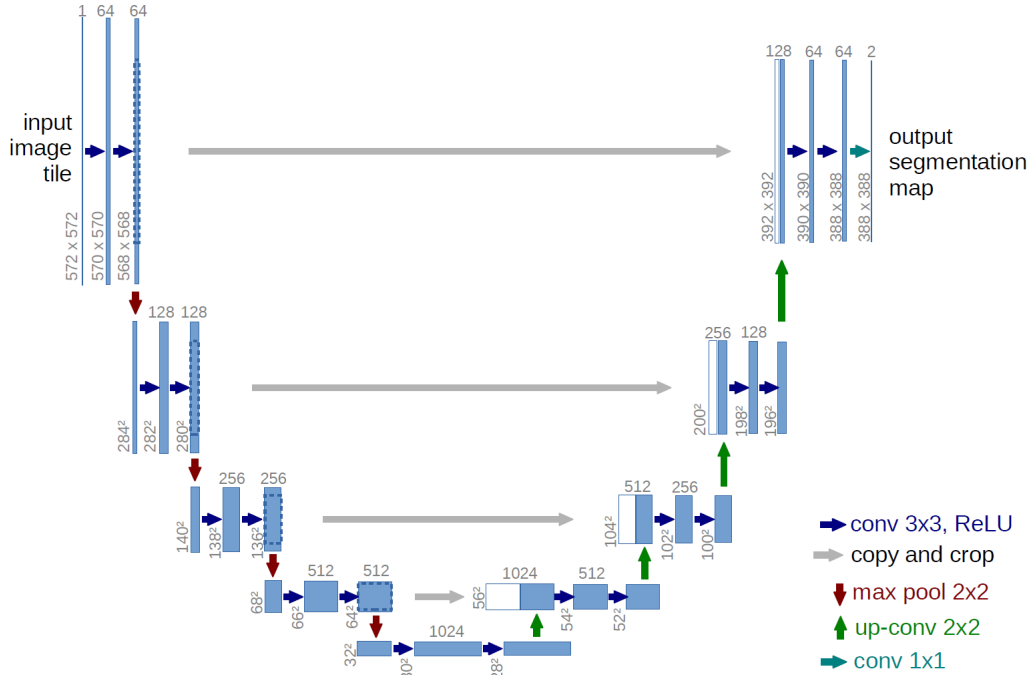 1 64 64
128 64 64 2
input
image
tile
output
segmentation
map
572 x 572
570 x 570
568 x 568
392 x 392
390 x 390
388 x 388
388 x 388
128 128
256 128
284²
282²
280²
200²
198²
196²
256 256
512 256
140²
138²
136²
104²
102²
100²
conv 3x3, ReLU
copy and crop
max pool 2x2
up-conv 2x2
conv 1x1
512 512
1024 512
68²
66²
64²
56²
54²
52²
1024
32²